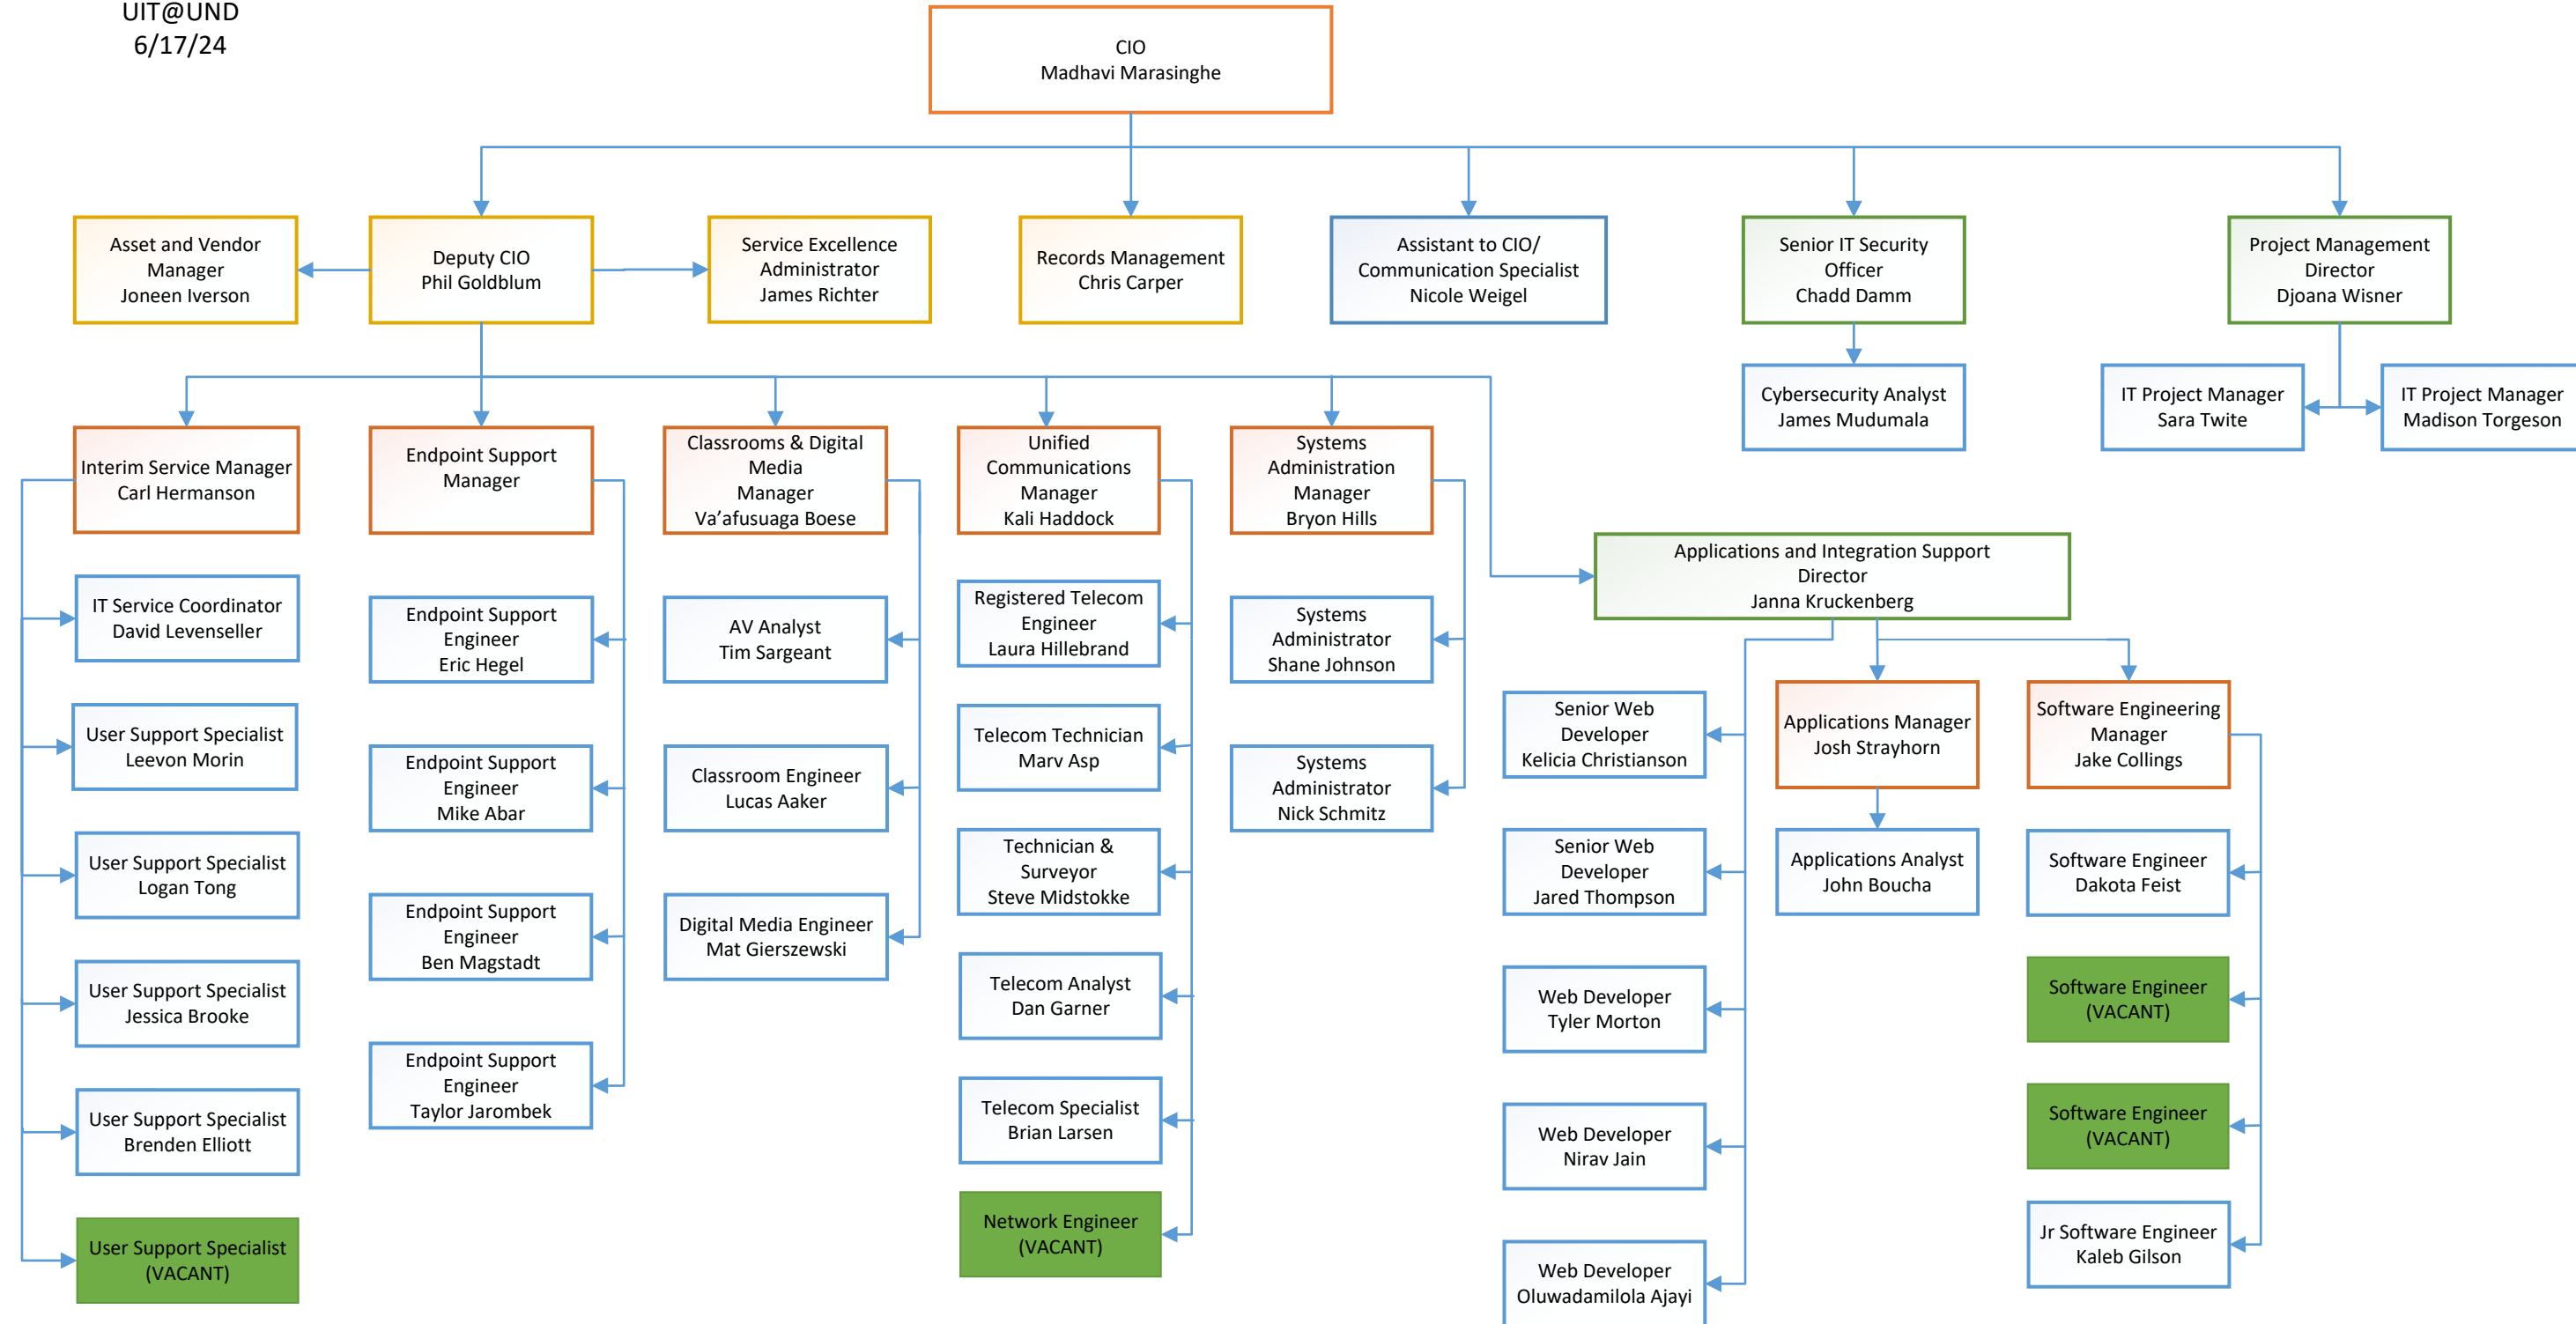 UIT@UND
6/17/24
CIO
Madhavi Marasinghe
Asset and Vendor
Manager
Joneen Iverson
Deputy CIO
Phil Goldblum
Service Excellence
Administrator
James Richter
Records Management
Chris Carper
Assistant to CIO/
Communication Specialist
Nicole Weigel
Senior IT Security
Officer
Chadd Damm
Project Management
Director
Djoana Wisner
Cybersecurity Analyst
James Mudumala
IT Project Manager
Sara Twite
IT Project Manager
Madison Torgeson
Interim Service Manager
Carl Hermanson
Endpoint Support
Manager
Classrooms & Digital
Media
Manager
Va’afusuaga Boese
Unified
Communications
Manager
Kali Haddock
Systems
Administration
Manager
Bryon Hills
Applications and Integration Support
Director
Janna Kruckenberg
IT Service Coordinator
David Levenseller
User Support Specialist
Leevon Morin
User Support Specialist
Logan Tong
User Support Specialist
Jessica Brooke
User Support Specialist
Brenden Elliott
User Support Specialist
(VACANT)
Endpoint Support
Engineer
Eric Hegel
Endpoint Support
Engineer
Mike Abar
Endpoint Support
Engineer
Ben Magstadt
Endpoint Support
Engineer
Taylor Jarombek
AV Analyst
Tim Sargeant
Classroom Engineer
Lucas Aaker
Digital Media Engineer
Mat Gierszewski
Registered Telecom
Engineer
Laura Hillebrand
Telecom Technician
Marv Asp
Technician &
Surveyor
Steve Midstokke
Telecom Analyst
Dan Garner
Telecom Specialist
Brian Larsen
Network Engineer
(VACANT)
Systems
Administrator
Shane Johnson
Systems
Administrator
Nick Schmitz
Senior Web
Developer
Kelicia Christianson
Senior Web
Developer
Jared Thompson
Web Developer
Tyler Morton
Web Developer
Nirav Jain
Web Developer
Oluwadamilola Ajayi
Applications Manager
Josh Strayhorn
Applications Analyst
John Boucha
Software Engineering
Manager
Jake Collings
Software Engineer
Dakota Feist
Software Engineer
(VACANT)
Software Engineer
(VACANT)
Jr Software Engineer
Kaleb Gilson